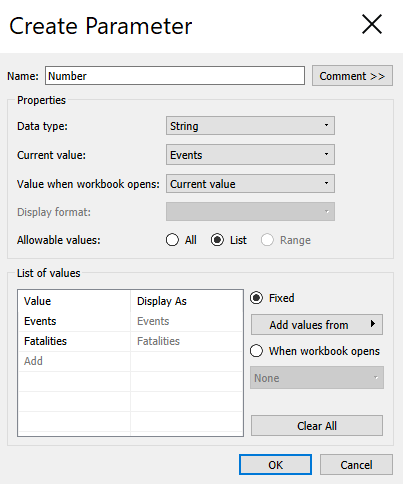 Create Parameter
Name: Number Comment >>
Properties
Data type: String
Current value: Events
Value when workbook opens: Current value
Display format:
Allowable values: All List Range
List of values
Value Display As
Events Events
Fatalities Fatalities
Add
Fixed
Add values from
When workbook opens
None
Clear All
OK Cancel